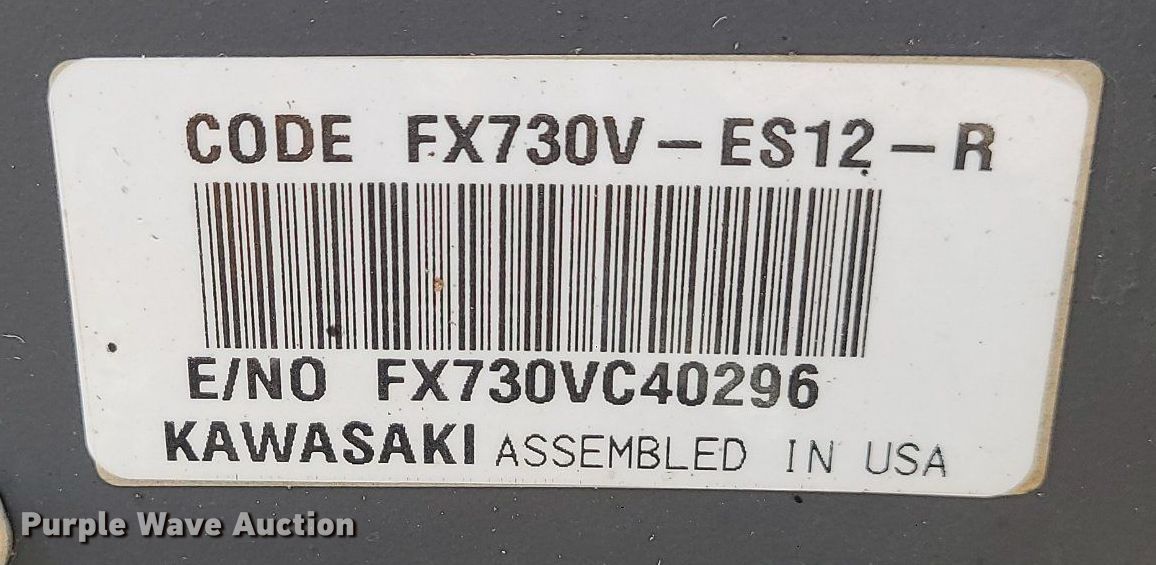 CODE FX730V-ES12-R
E/NO FX730VC40296
KAWASAKI ASSEMBLED IN USA
Purple Wave Auction